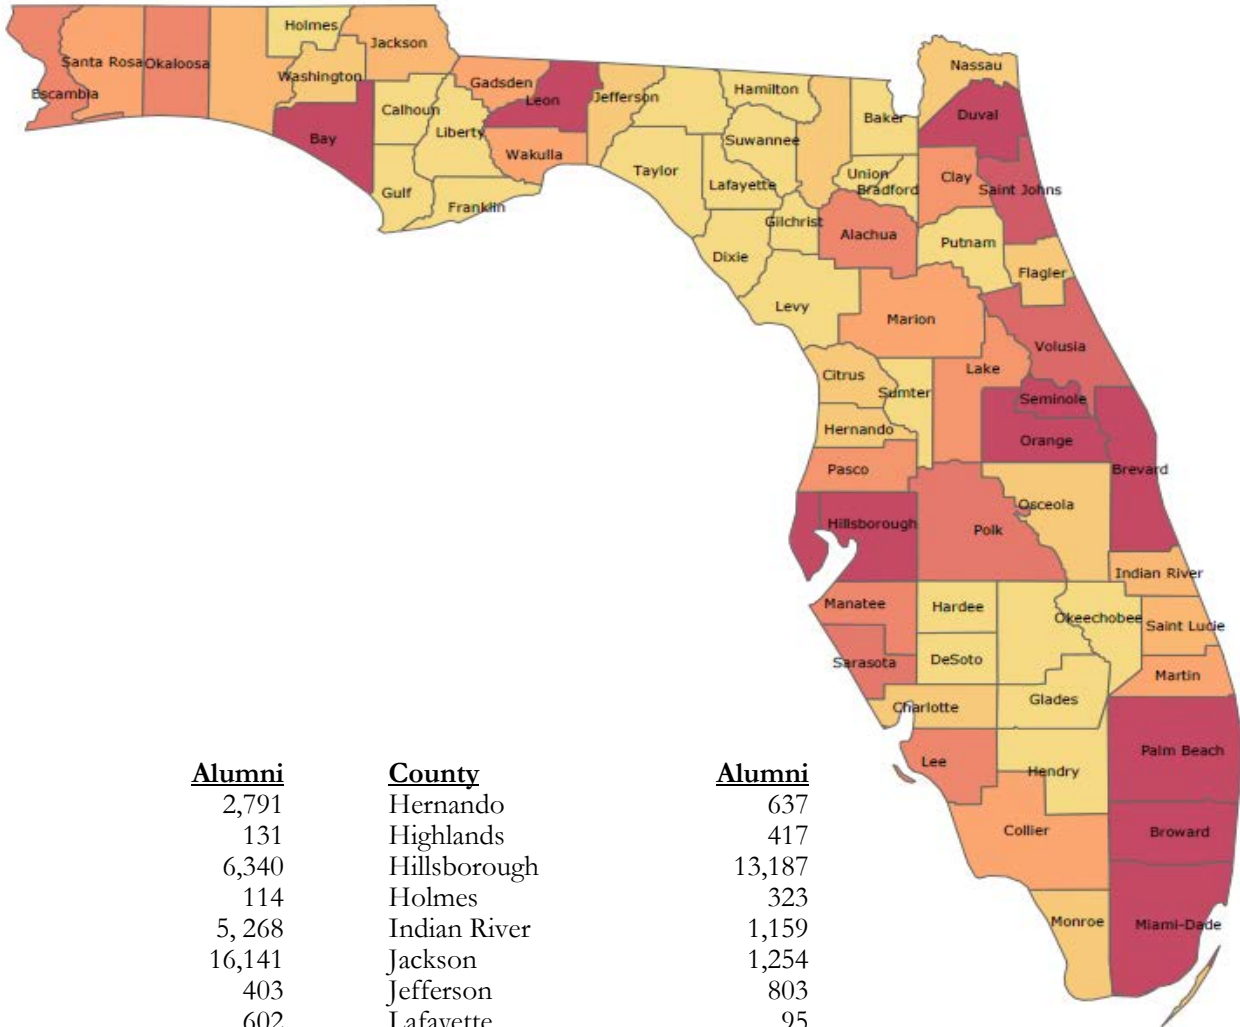 Holmes
Jackson
Santa Rosa
Okaloosa
Washington
Escambia
Bay
Calhoun
Liberty
Gadsden
Leon
Jefferson
Wakulla
Gulf
Franklin
Hamilton
Suwannee
Taylor
Lafayette
Nassau
Baker
Duval
Union
Bradford
Clay
Saint Johns
Gilchrist
Alachua
Putnam
Dixie
Flagler
Levy
Marion
Volusia
Citrus
Lake
Sumter
Seminole
Hernando
Orange
Pasco
Brevard
Osceola
Hillsborough
Polk
Indian River
Manatee
Hardee
Okeechobee
Saint Lucie
Sarasota
DeSoto
Martin
Charlotte
Glades
Palm Beach
Lee
Hendry
Collier
Broward
Monroe
Miami-Dade
Alumni County Alumni
2,791 Hernando 637
131 Highlands 417
6,340 Hillsborough 13,187
114 Holmes 323
5, 268 Indian River 1,159
16,141 Jackson 1,254
403 Jefferson 803
602 Lafayette 95